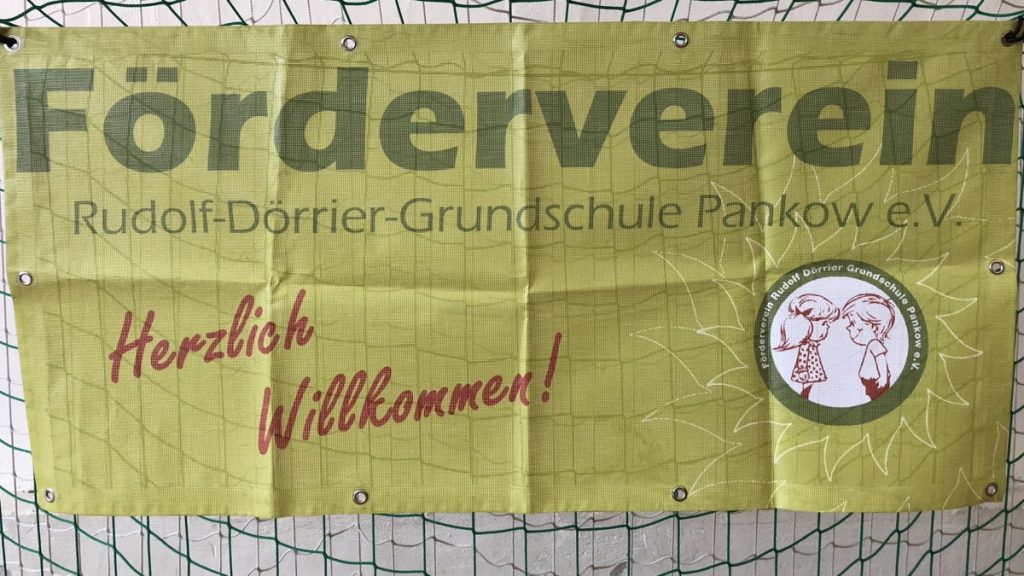 Förderverein
Rudolf-Dörrier-Grundschule Pankow e.V.
Herzlich
Willkommen!
Förderverein Rudolf Dörrier Grundschule Pankow e.V.